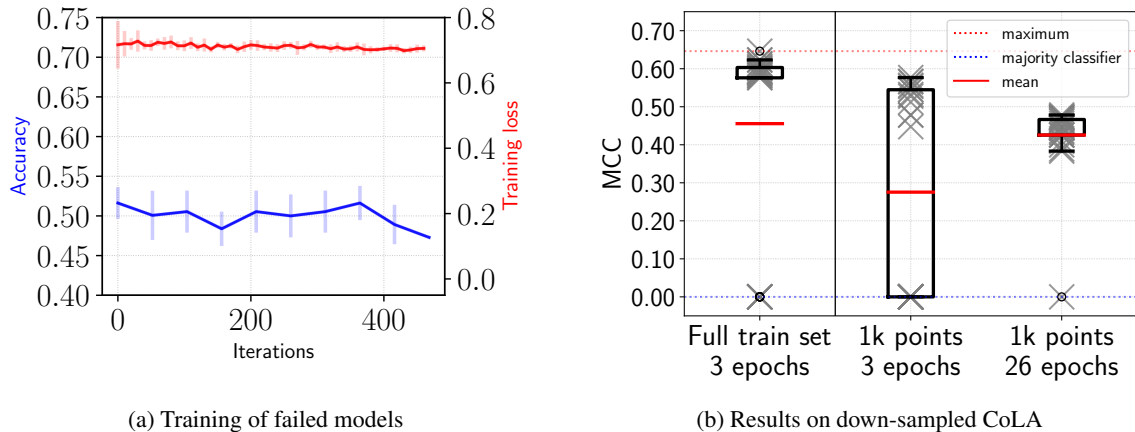 0.75
0.70
0.65
0.60
0.55
0.50
0.45
0.40
Accuracy
0.8
0.6
0.4
0.2
0.0
Training loss
0
200
400
Iterations
(a) Training of failed models
0.60
0.50
0.40
0.30
0.20
0.10
0.00
MCC
maximum
majority classifier
mean
Full train set
3 epochs
1k points
3 epochs
1k points
26 epochs
(b) Results on down-sampled CoLA